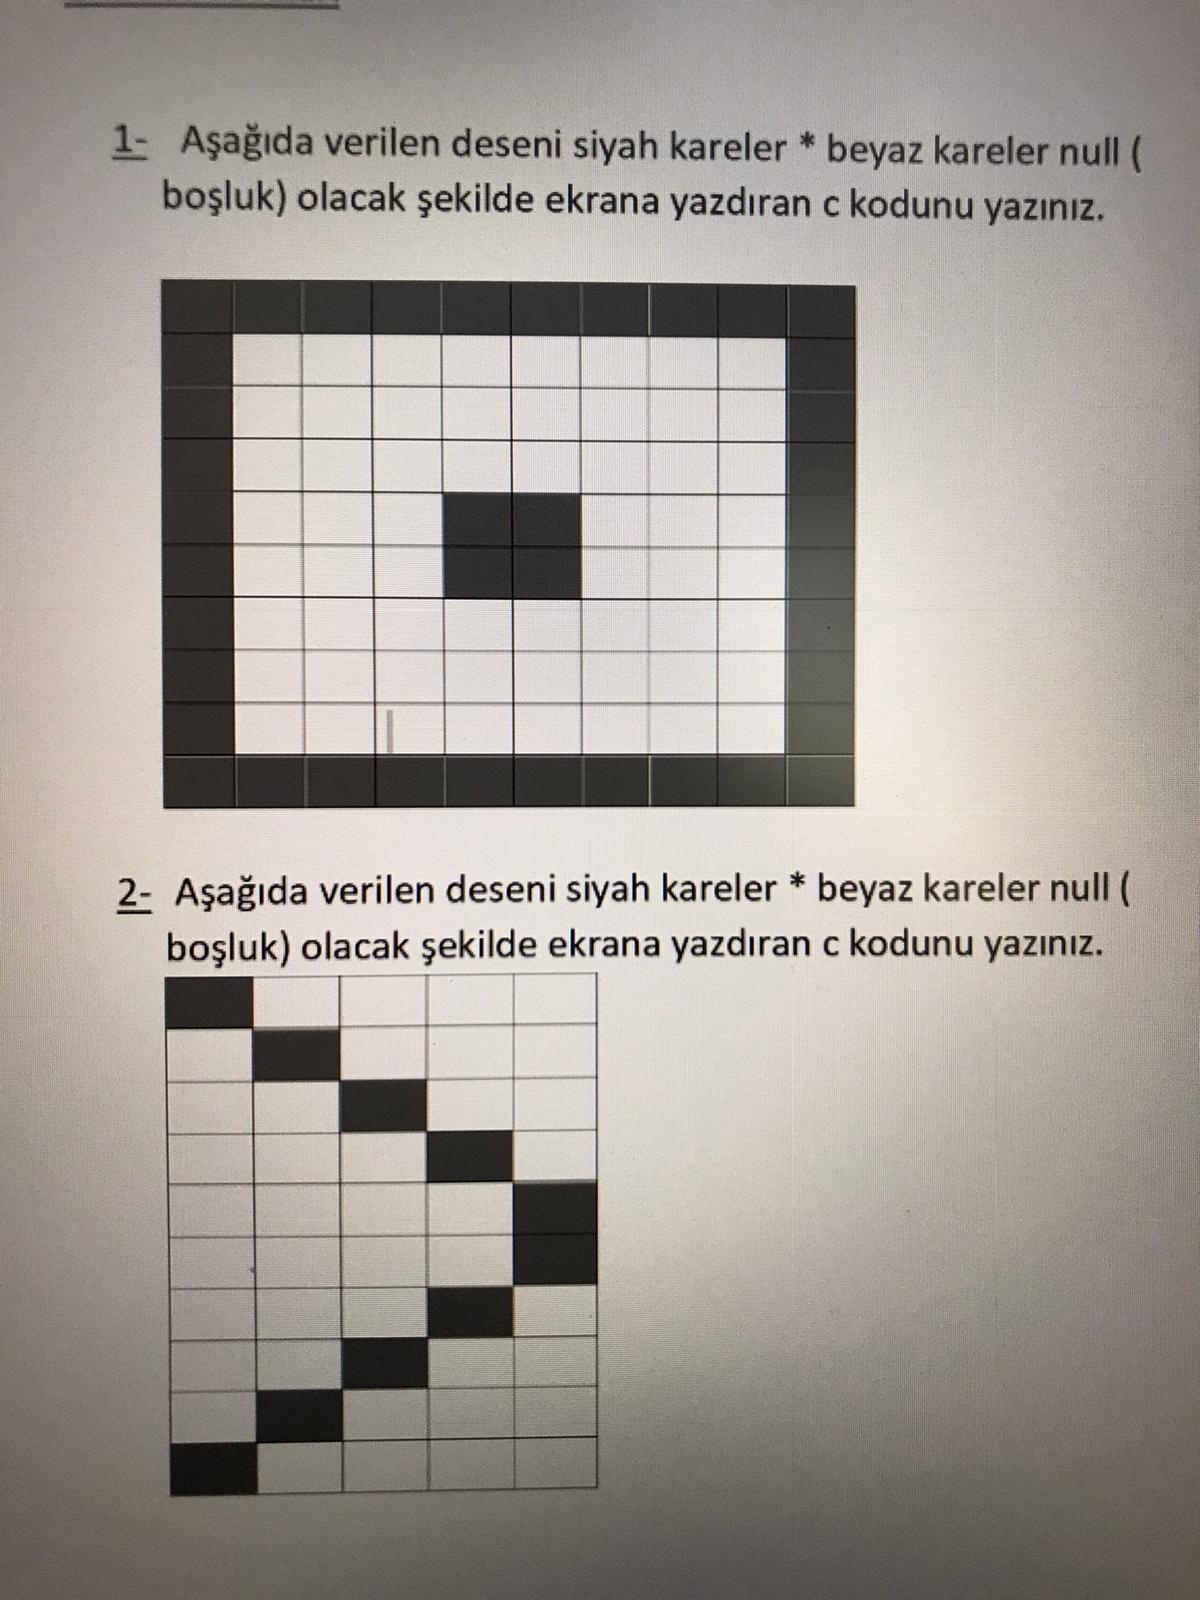 1- Aşağıda verilen deseni siyah kareler * beyaz kareler null (
boşluk) olacak şekilde ekrana yazdıran c kodunu yazınız.
2- Aşağıda verilen deseni siyah kareler * beyaz kareler null (
boşluk) olacak şekilde ekrana yazdıran c kodunu yazınız.